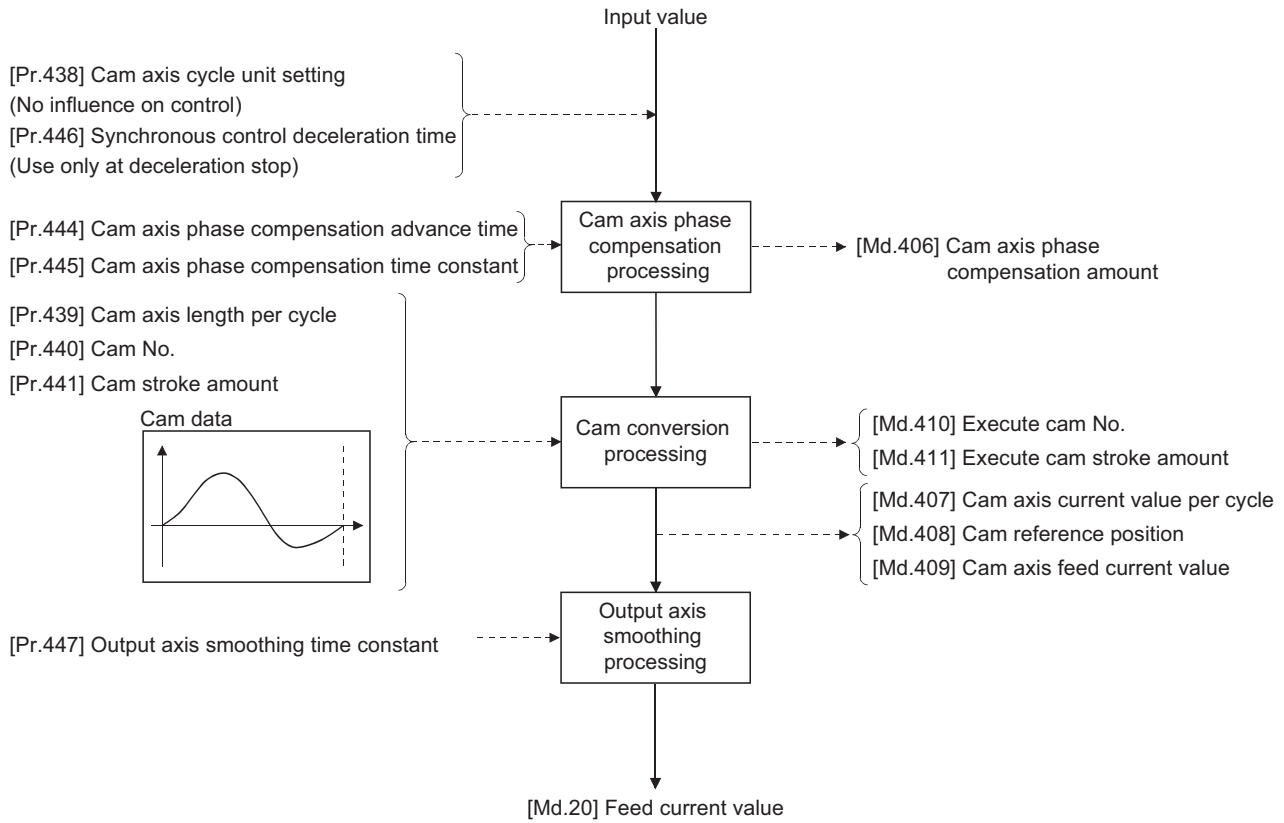 Input value
[Pr.438] Cam axis cycle unit setting
(No influence on control)
[Pr.446] Synchronous control deceleration time
(Use only at deceleration stop)
[Pr.444] Cam axis phase compensation advance time
[Pr.445] Cam axis phase compensation time constant
Cam axis phase
compensation
processing
[Md.406] Cam axis phase
compensation amount
[Pr.439] Cam axis length per cycle
[Pr.440] Cam No.
[Pr.441] Cam stroke amount
Cam data
Cam conversion
processing
[Md.410] Execute cam No.
[Md.411] Execute cam stroke amount
[Md.407] Cam axis current value per cycle
[Md.408] Cam reference position
[Md.409] Cam axis feed current value
[Pr.447] Output axis smoothing time constant
Output axis
smoothing
processing
[Md.20] Feed current value